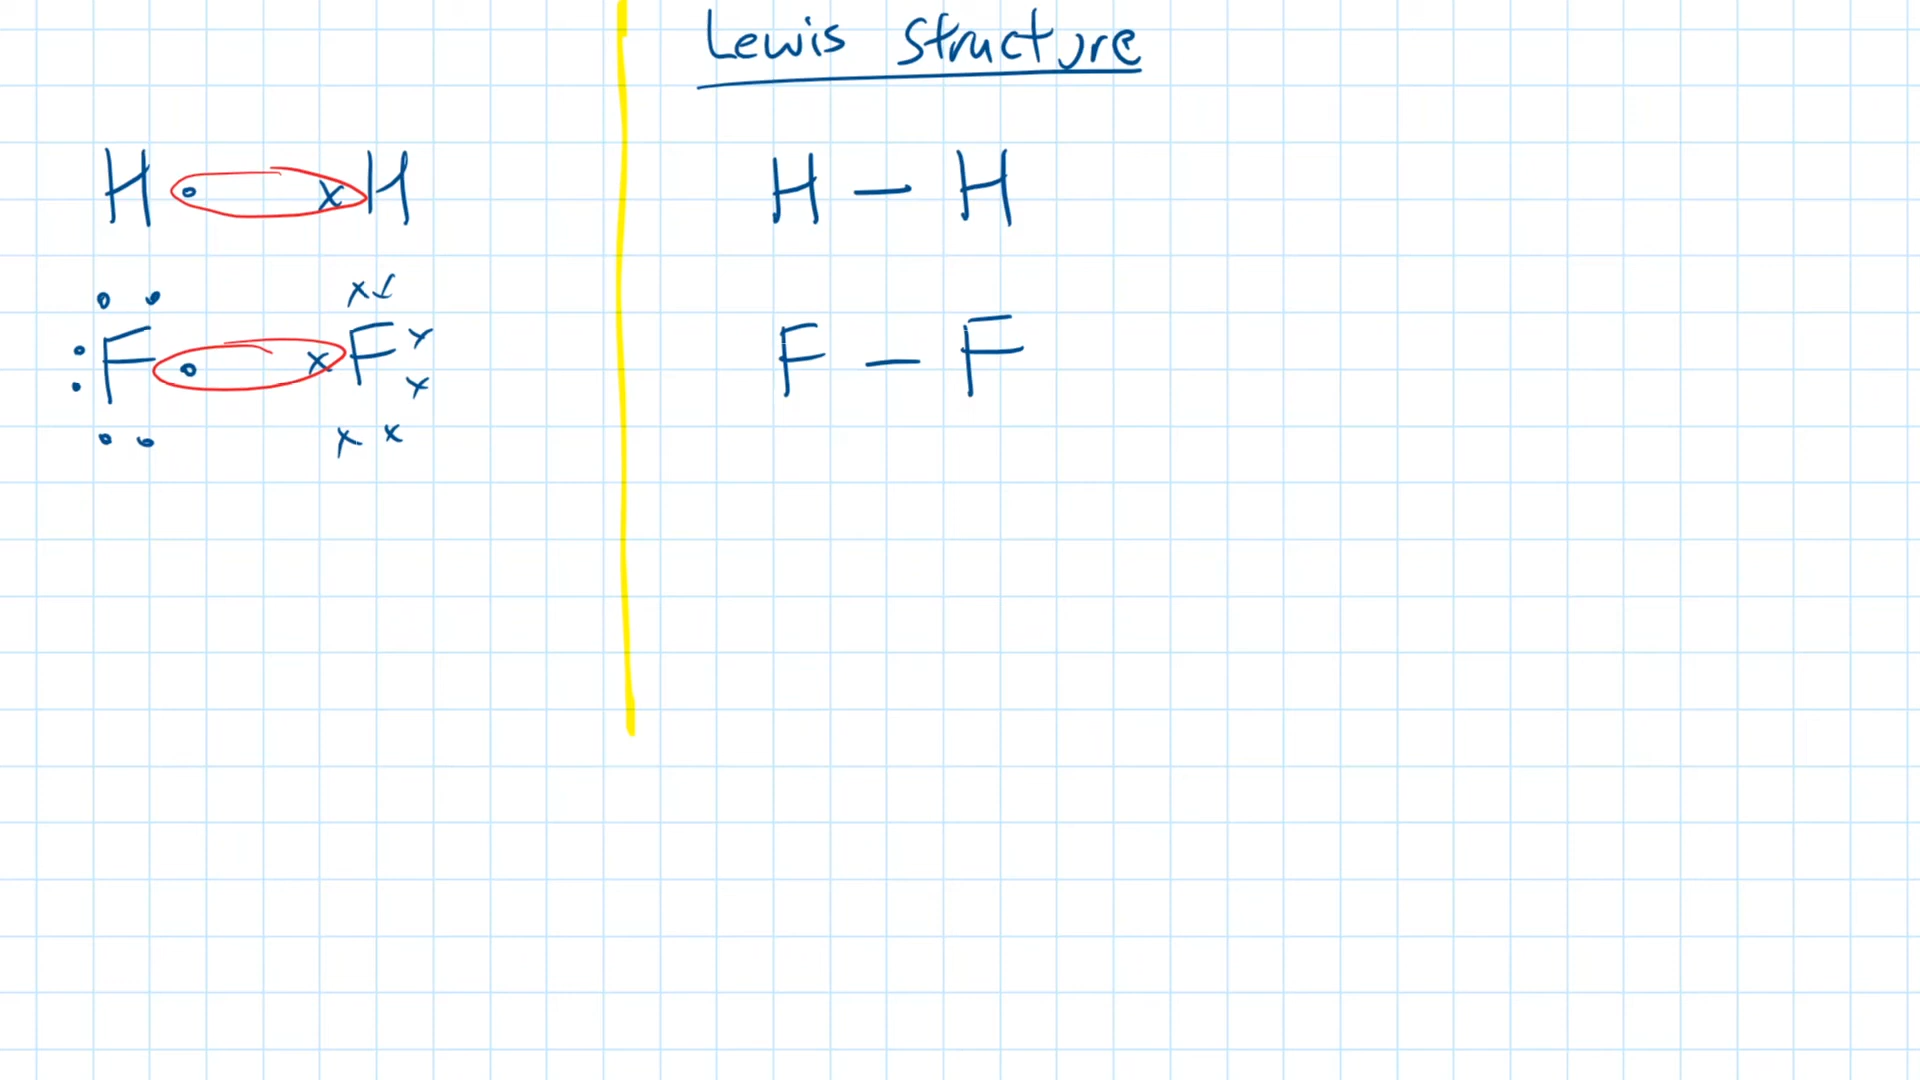 Lewis Structure
H • x H
H – H
• • x x
: F • x F x x
F – F
• • x x